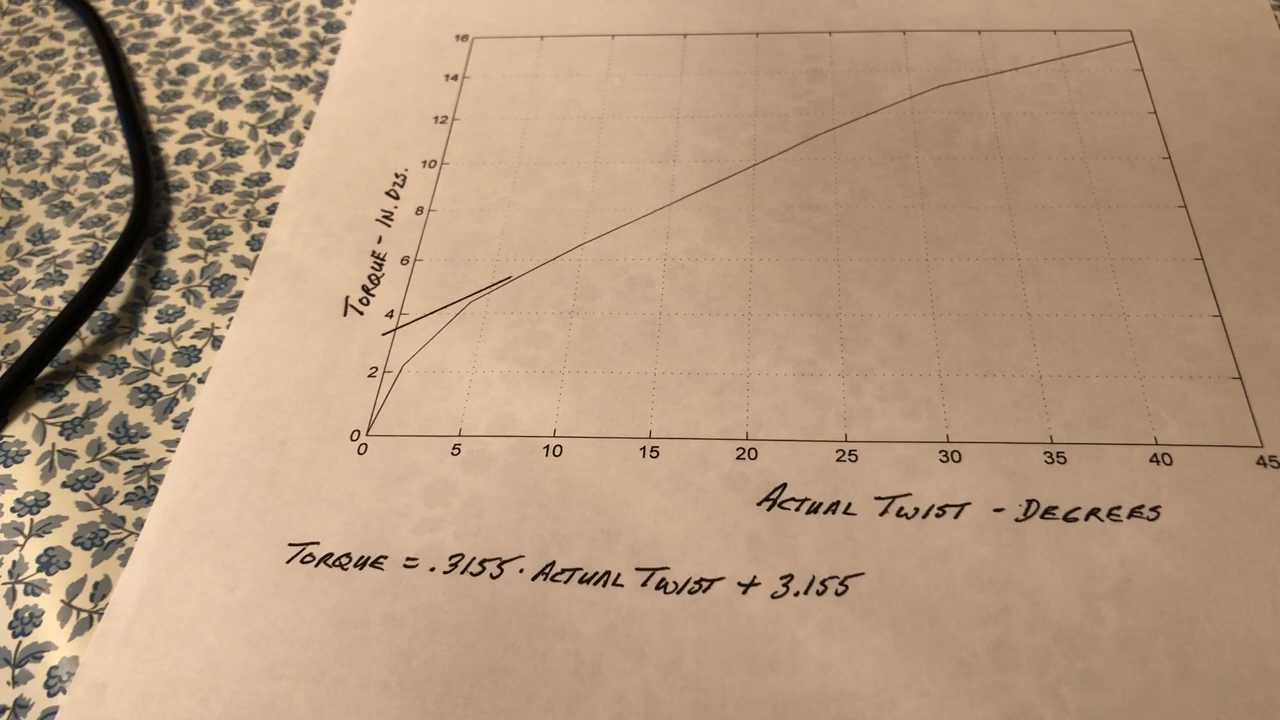 16
14
12
10
8
6
4
2
0
TORQUE - IN. OZS.
0 5 10 15 20 25 30 35 40 45
ACTUAL TWIST - DEGREES
TORQUE = .3155 · ACTUAL TWIST + 3.155